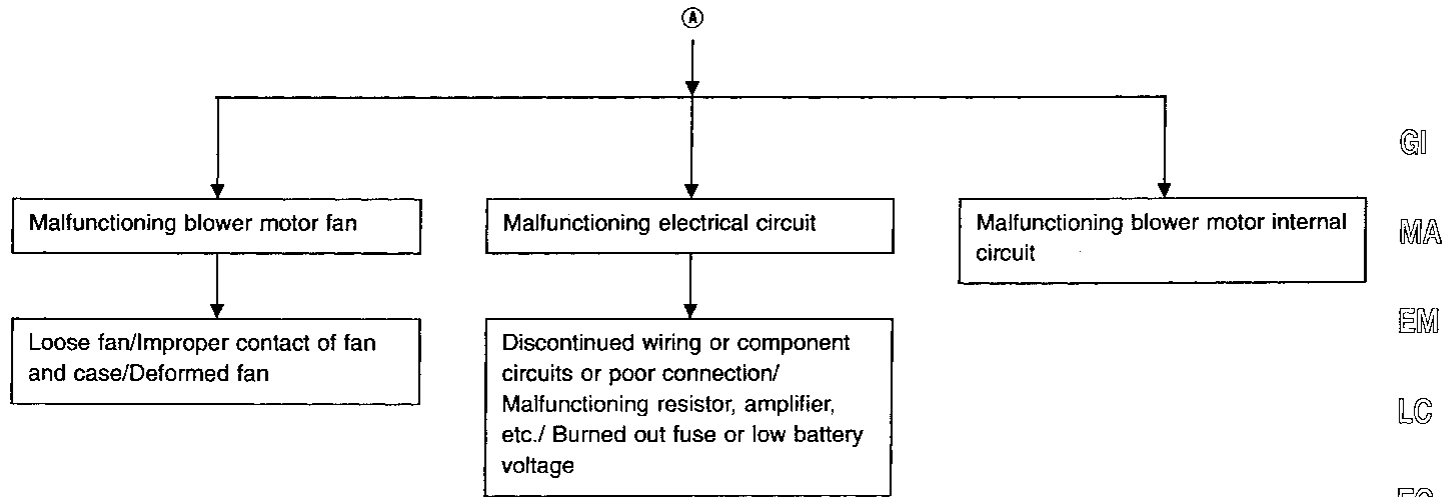 Ⓐ
Malfunctioning blower motor fan
Malfunctioning electrical circuit
Malfunctioning blower motor internal
circuit
Loose fan/Improper contact of fan
and case/Deformed fan
Discontinued wiring or component
circuits or poor connection/
Malfunctioning resistor, amplifier,
etc./ Burned out fuse or low battery
voltage
GI
MA
EM
LC